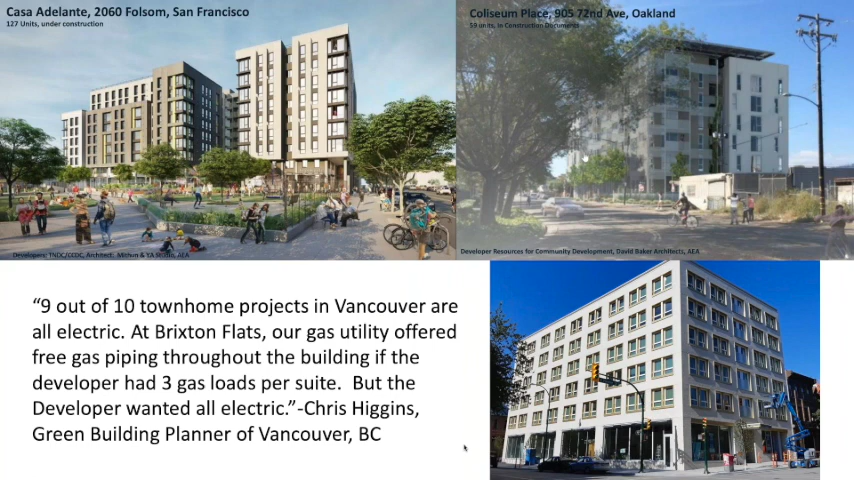 Casa Adelante, 2060 Folsom, San Francisco
127 Units, under construction
Coliseum Place, 905 72nd Ave, Oakland
59 units, in Construction Documents
Developers: TNDC/CCDC, Architect: Mithun & YA Studio, AEA
Developer Resources for Community Development, David Baker Architects, AEA
“9 out of 10 townhome projects in Vancouver are
all electric. At Brixton Flats, our gas utility offered
free gas piping throughout the building if the
developer had 3 gas loads per suite.  But the
Developer wanted all electric.”-Chris Higgins,
Green Building Planner of Vancouver, BC